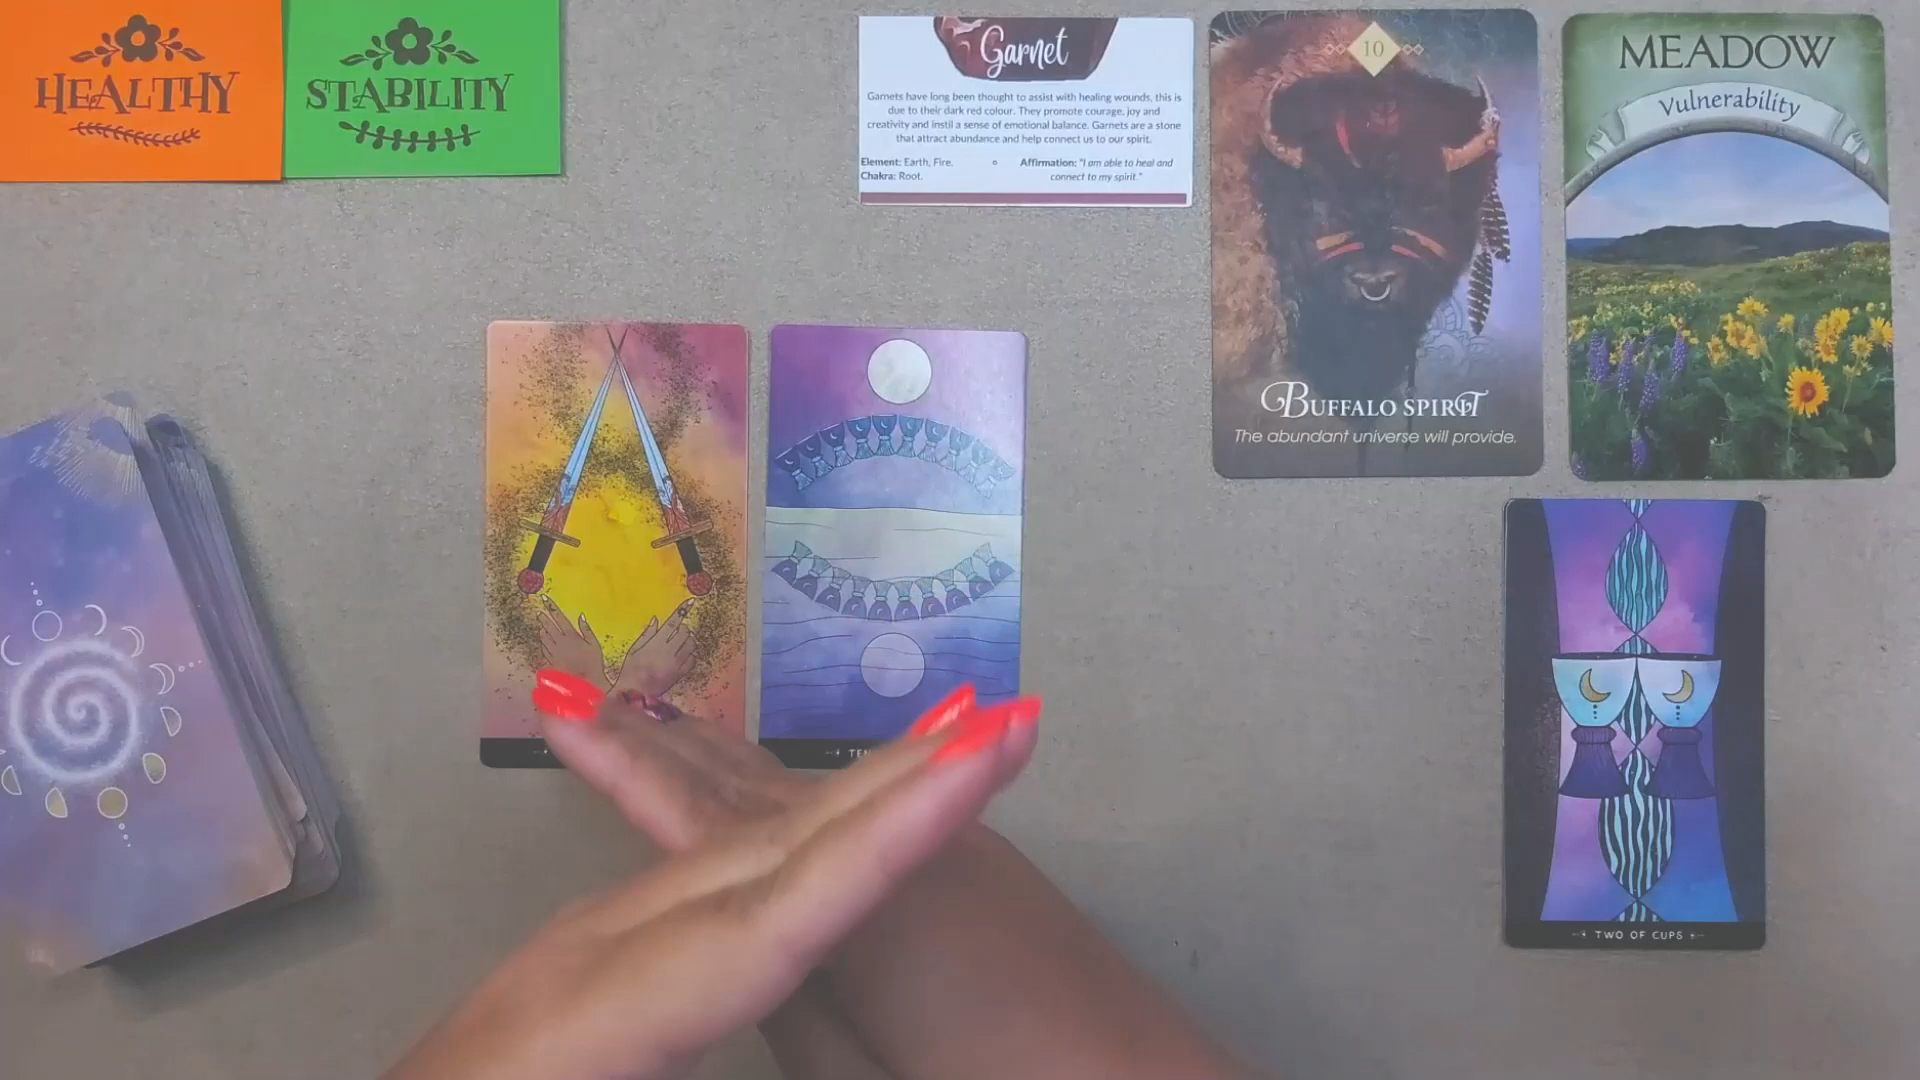 HEALTHY
STABILITY
Garnet
Garnets have long been thought to assist with healing wounds, this is
due to their dark red colour. They promote courage, joy and
creativity and instil a sense of emotional balance. Garnets are a stone
that attract abundance and help connect us to our spirit.
Element: Earth, Fire.
Chakra: Root.
Affirmation: "I am able to heal and
connect to my spirit."
10
BUFFALO SPIRIT
The abundant universe will provide.
MEADOW
Vulnerability
TWO OF CUPS